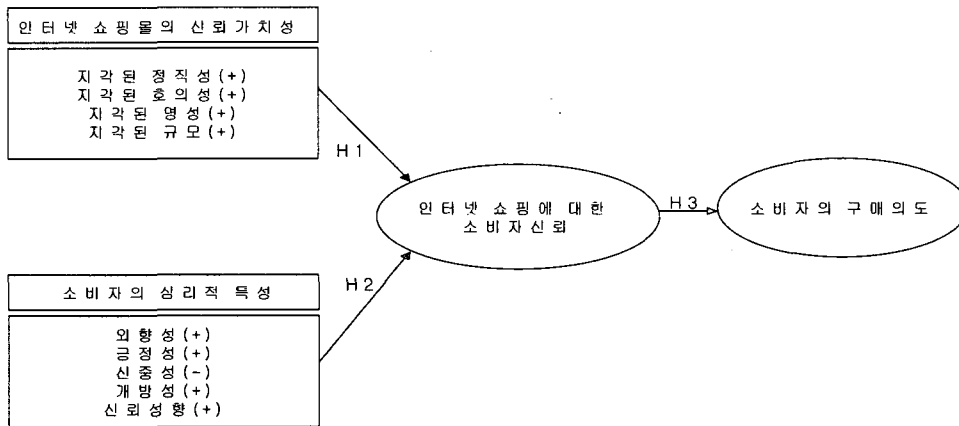 인터넷 쇼핑몰의 신뢰가치성
지각된 정직성(+)
지각된 호의성(+)
지각된 명성(+)
지각된 규모(+)
H1
인터넷 쇼핑에 대한
소비자신뢰
H3
소비자의 구매의도
H2
소비자의 심리적 특성
외향성(+)
긍정성(+)
신중성(-)
개방성(+)
신뢰성향(+)